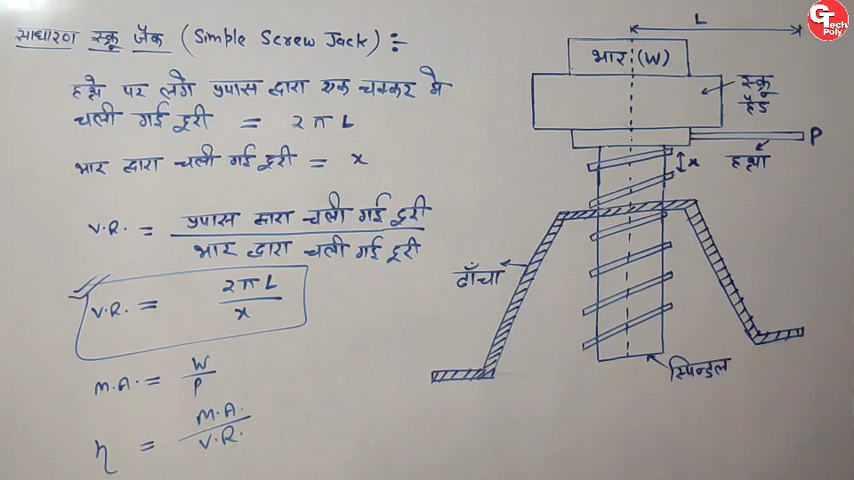 साधारण स्क्रू जैक (Simple Screw Jack) :-
हत्थे पर लगे प्रयास द्वारा एक चक्कर में
चली गई दूरी = 2πL
भार द्वारा चली गई दूरी = x
V.R. = प्रयास द्वारा चली गई दूरी
भार द्वारा चली गई दूरी
V.R. = 2πL
x
M.A. = W
P
η = M.A.
V.R.
L
भार (W)
स्क्रू
हैड
P
हत्था
x
ढाँचा
स्पिन्डल
GTech
Poly